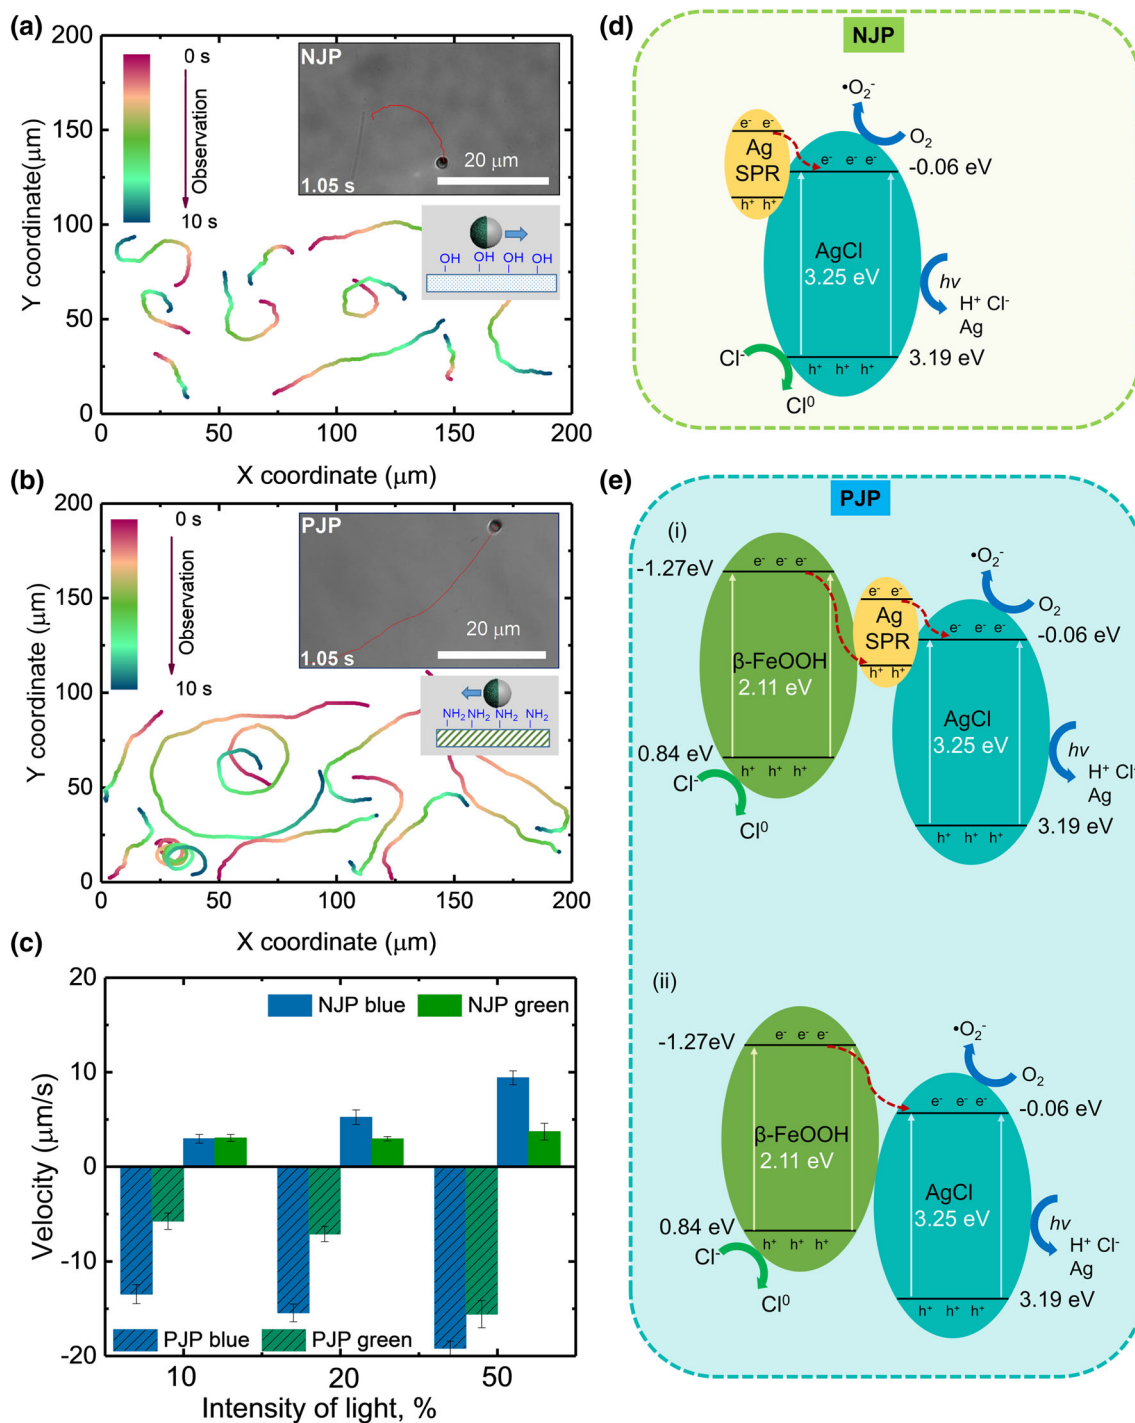 (a)
200
150
100
50
0
Y coordinate(μm)
0 s
Observation
10 s
NJP
20 μm
1.05 s
OH OH OH OH
0 50 100 150 200
X coordinate (μm)
(b)
200
150
100
50
0
Y coordinate (μm)
0 s
Observation
10 s
PJP
20 μm
1.05 s
NH2 NH2 NH2 NH2
0 50 100 150 200
X coordinate (μm)
(c)
20
10
0
-10
-20
Velocity (μm/s)
NJP blue NJP green
PJP blue PJP green
10 20 50
Intensity of light, %
(d)
NJP
•O2-
O2
e- e-
Ag
SPR
h+ h+
e- e- e-
-0.06 eV
AgCl
3.25 eV
hν
H+ Cl-
Ag
Cl-
Cl0
h+ h+ h+
3.19 eV
(e)
PJP
(i)
-1.27eV
e- e- e-
β-FeOOH
2.11 eV
0.84 eV
h+ h+ h+
Cl-
Cl0
e- e-
Ag
SPR
h+ h+
•O2-
O2
e- e- e-
-0.06 eV
AgCl
3.25 eV
hν
H+ Cl-
Ag
h+ h+ h+
3.19 eV
(ii)
-1.27eV
e- e- e-
β-FeOOH
2.11 eV
0.84 eV
h+ h+ h+
Cl-
Cl0
•O2-
O2
e- e- e-
-0.06 eV
AgCl
3.25 eV
hν
H+ Cl-
Ag
h+ h+ h+
3.19 eV